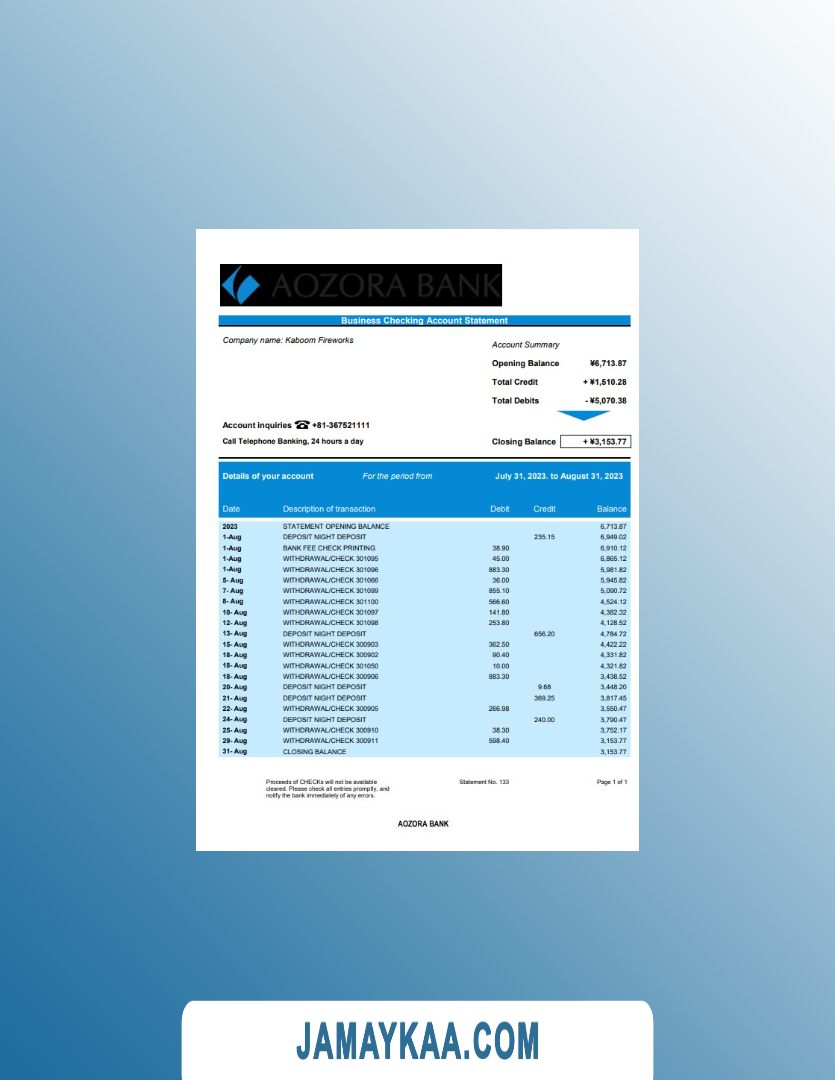 AOZORA BANK
Business Checking Account Statement
Company name: Kaboom Fireworks
Account Summary
Opening Balance ¥6,713.87
Total Credit + ¥1,510.28
Total Debits - ¥5,070.38
Account inquiries ☎ +81-367521111
Call Telephone Banking, 24 hours a day
Closing Balance + ¥3,153.77
Details of your account For the period from July 31, 2023. to August 31, 2023
Date Description of transaction Debit Credit Balance
2023 STATEMENT OPENING BALANCE 6,713.87
1-Aug DEPOSIT NIGHT DEPOSIT 235.15 6,949.02
1-Aug BANK FEE CHECK PRINTING 38.90 6,910.12
1-Aug WITHDRAWAL/CHECK 301095 45.00 6,865.12
1-Aug WITHDRAWAL/CHECK 301096 883.30 5,981.82
5- Aug WITHDRAWAL/CHECK 301066 36.00 5,945.82
7- Aug WITHDRAWAL/CHECK 301099 855.10 5,090.72
8- Aug WITHDRAWAL/CHECK 301100 566.60 4,524.12
10- Aug WITHDRAWAL/CHECK 301097 141.80 4,382.32
12- Aug WITHDRAWAL/CHECK 301098 253.80 4,128.52
13- Aug DEPOSIT NIGHT DEPOSIT 656.20 4,784.72
15- Aug WITHDRAWAL/CHECK 300903 362.50 4,422.22
18- Aug WITHDRAWAL/CHECK 300902 90.40 4,331.82
18- Aug WITHDRAWAL/CHECK 301050 10.00 4,321.82
18- Aug WITHDRAWAL/CHECK 300906 883.30 3,438.52
20- Aug DEPOSIT NIGHT DEPOSIT 9.68 3,448.20
21- Aug DEPOSIT NIGHT DEPOSIT 369.25 3,817.45
22- Aug WITHDRAWAL/CHECK 300905 266.98 3,550.47
24- Aug DEPOSIT NIGHT DEPOSIT 240.00 3,790.47
25- Aug WITHDRAWAL/CHECK 300910 38.30 3,752.17
29- Aug WITHDRAWAL/CHECK 300911 598.40 3,153.77
31- Aug CLOSING BALANCE 3,153.77
Proceeds of CHECKs will not be available
cleared. Please check all entries promptly, and
notify the bank immediately of any errors.
Statement No. 133
Page 1 of 1
AOZORA BANK
JAMAYKAA.COM